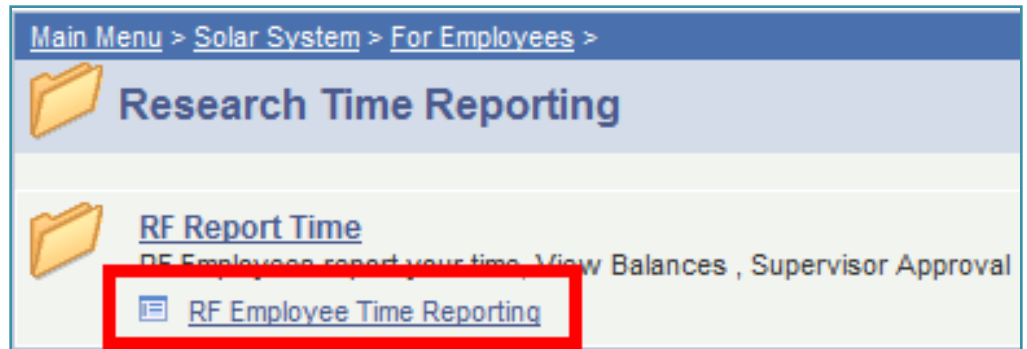 Main Menu > Solar System > For Employees >
Research Time Reporting
RF Report Time
RF Employees report your time, View Balances , Supervisor Approval
RF Employee Time Reporting